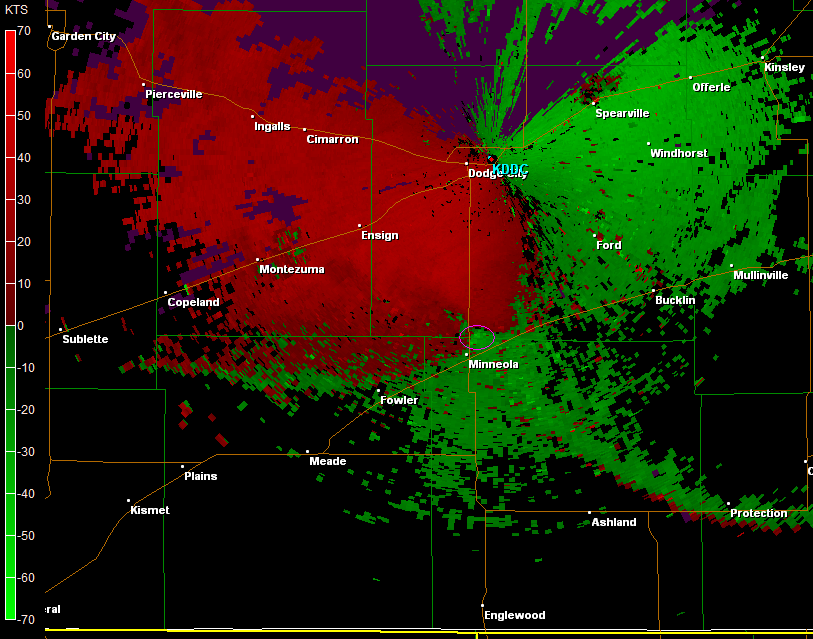 KTS
70
60
50
40
30
20
10
0
-10
-20
-30
-40
-50
-60
-70
Garden City
Kinsley
Offerle
Pierceville
Spearville
Ingalls
Cimarron
Windhorst
KDDC
Dodge City
Ensign
Ford
Montezuma
Mullinville
Copeland
Bucklin
Sublette
Minneola
Fowler
Meade
Plains
C
Kismet
Protection
Ashland
ral
Englewood